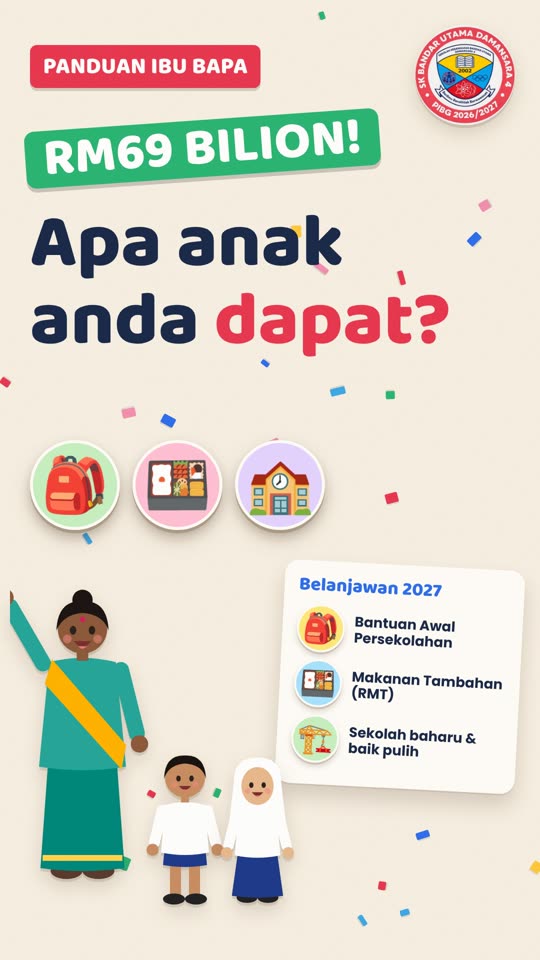 PANDUAN IBU BAPA
SK BANDAR UTAMA DAMANSARA 4
2002
PIBG 2026/2027
RM69 BILION!
Apa anak
anda dapat?
Belanjawan 2027
Bantuan Awal
Persekolahan
Makanan Tambahan
(RMT)
Sekolah baharu &
baik pulih